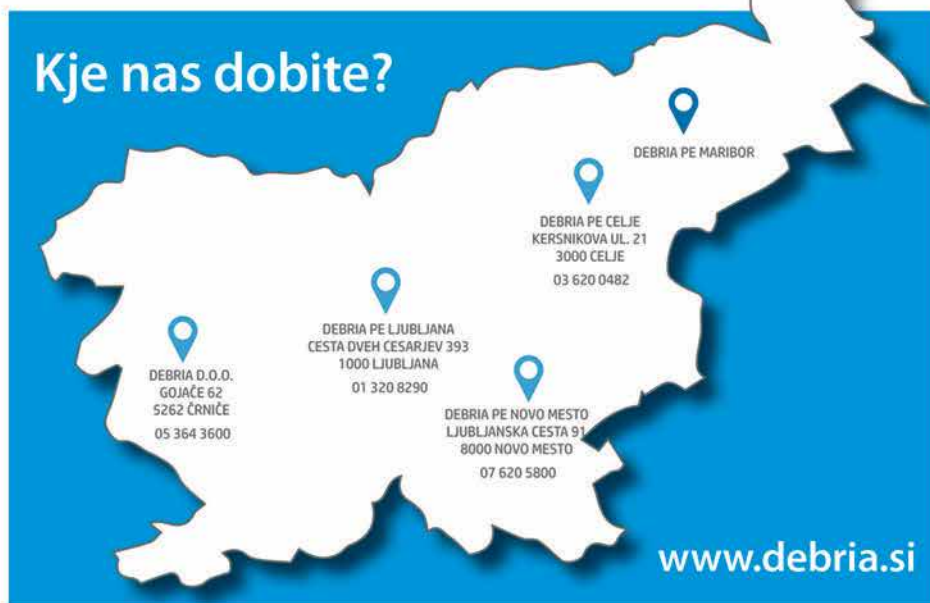 Kje nas dobite?
DEBRIA PE MARIBOR
DEBRIA PE CELJE
KERSNIKOVA UL. 21
3000 CELJE
03 620 0482
DEBRIA PE LJUBLJANA
CESTA DVEH CESARJEV 393
1000 LJUBLJANA
01 320 8290
DEBRIA D.O.O.
GOJAČE 62
5262 ČRNIČE
05 364 3600
DEBRIA PE NOVO MESTO
LJUBLJANSKA CESTA 91
8000 NOVO MESTO
07 620 5800
www.debria.si